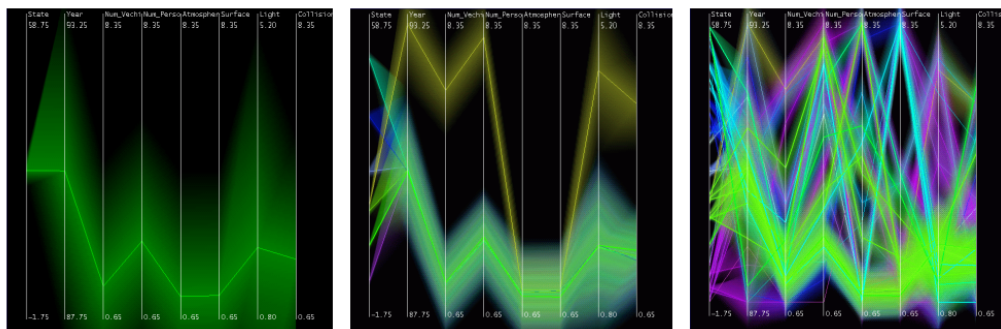 State Year Num_Vechi Num_Perso Atmospher Surface Light Collision
58.75 93.25 8.35 8.35 8.35 8.35 5.20 8.35
-1.75 87.75 0.65 0.65 0.65 0.65 0.80 0.65
State Year Num_Vechi Num_Perso Atmospher Surface Light Collision
58.75 93.25 8.35 8.35 8.35 8.35 5.20 8.35
-1.75 87.75 0.65 0.65 0.65 0.65 0.80 0.65
State Year Num_Vechi Num_Perso Atmospher Surface Light Collision
58.75 93.25 8.35 8.35 8.35 8.35 5.20 8.35
-1.75 87.75 0.65 0.65 0.65 0.65 0.80 0.65